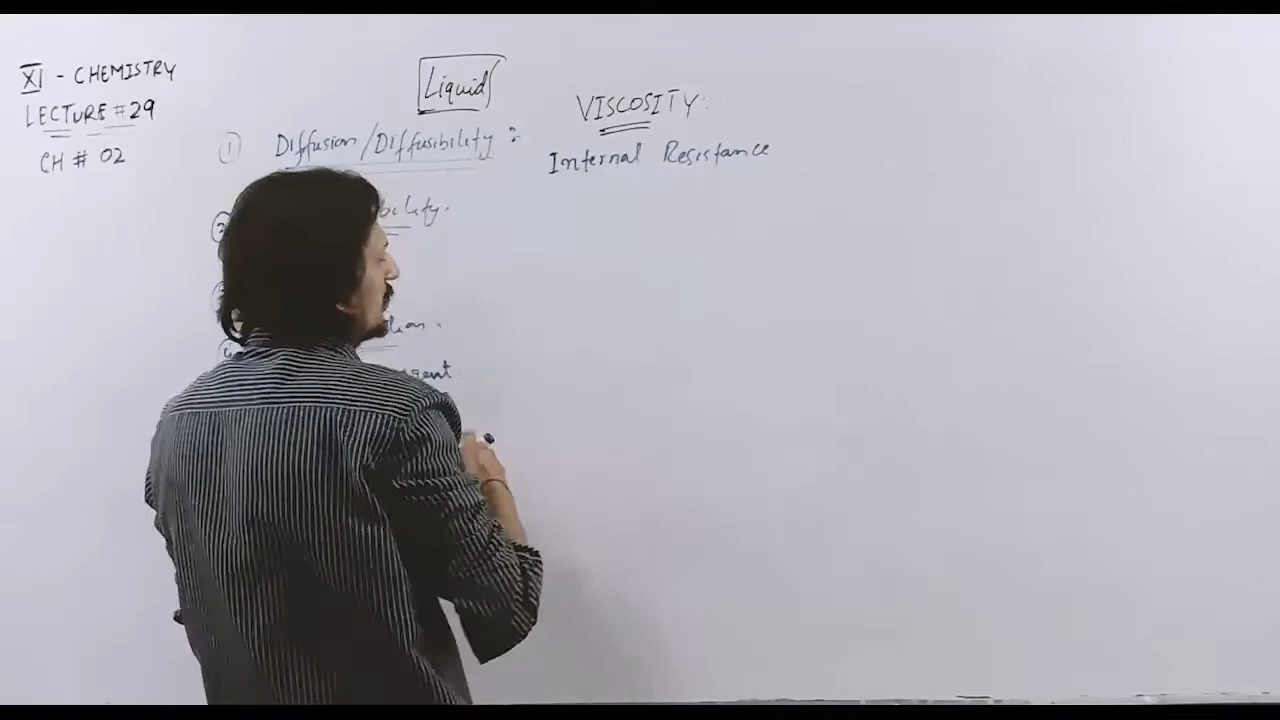 XI - CHEMISTRY
LECTURE # 29
CH # 02
Liquid
① Diffusion/Diffusibility :
VISCOSITY :
Internal Resistance